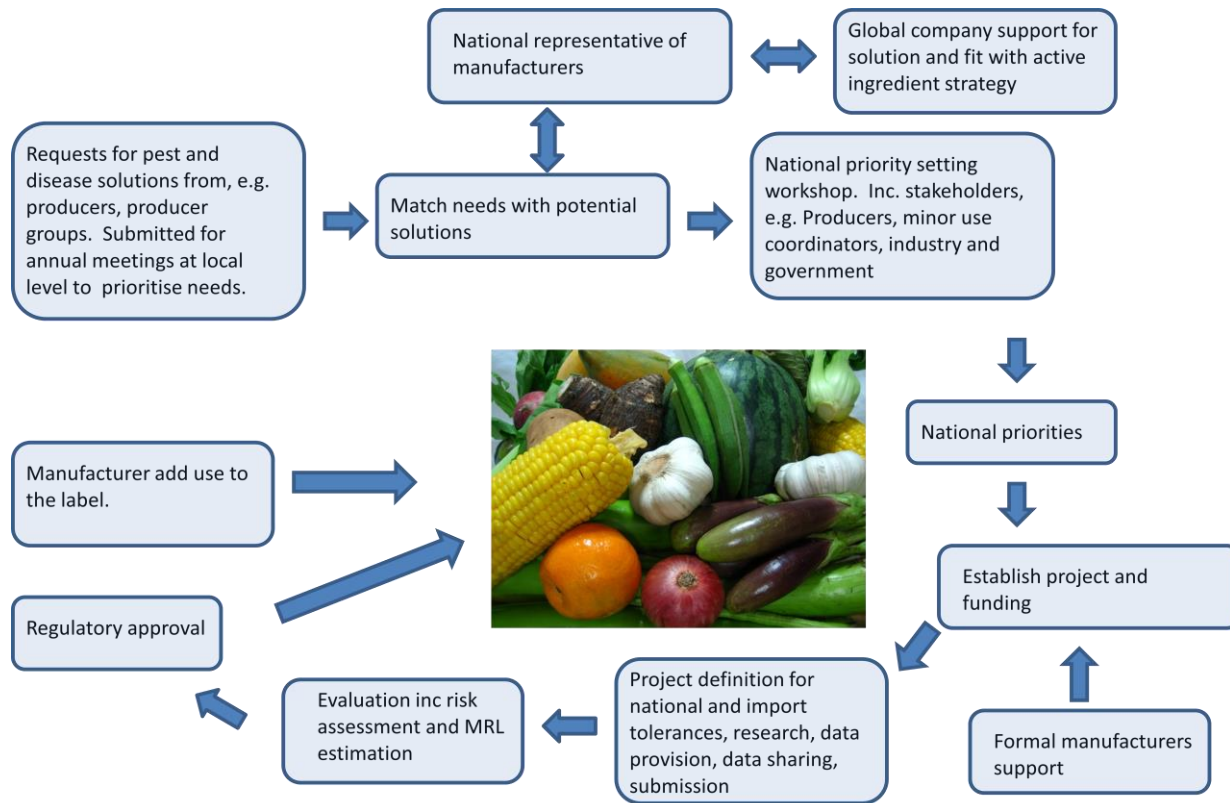 National representative of
manufacturers
Global company support for
solution and fit with active
ingredient strategy
Requests for pest and
disease solutions from, e.g.
producers, producer
groups.  Submitted for
annual meetings at local
level to  prioritise needs.
Match needs with potential
solutions
National priority setting
workshop.  Inc. stakeholders,
e.g. Producers, minor use
coordinators, industry and
government
National priorities
Manufacturer add use to
the label.
Establish project and
funding
Regulatory approval
Evaluation inc risk
assessment and MRL
estimation
Project definition for
national and import
tolerances, research, data
provision, data sharing,
submission
Formal manufacturers
support